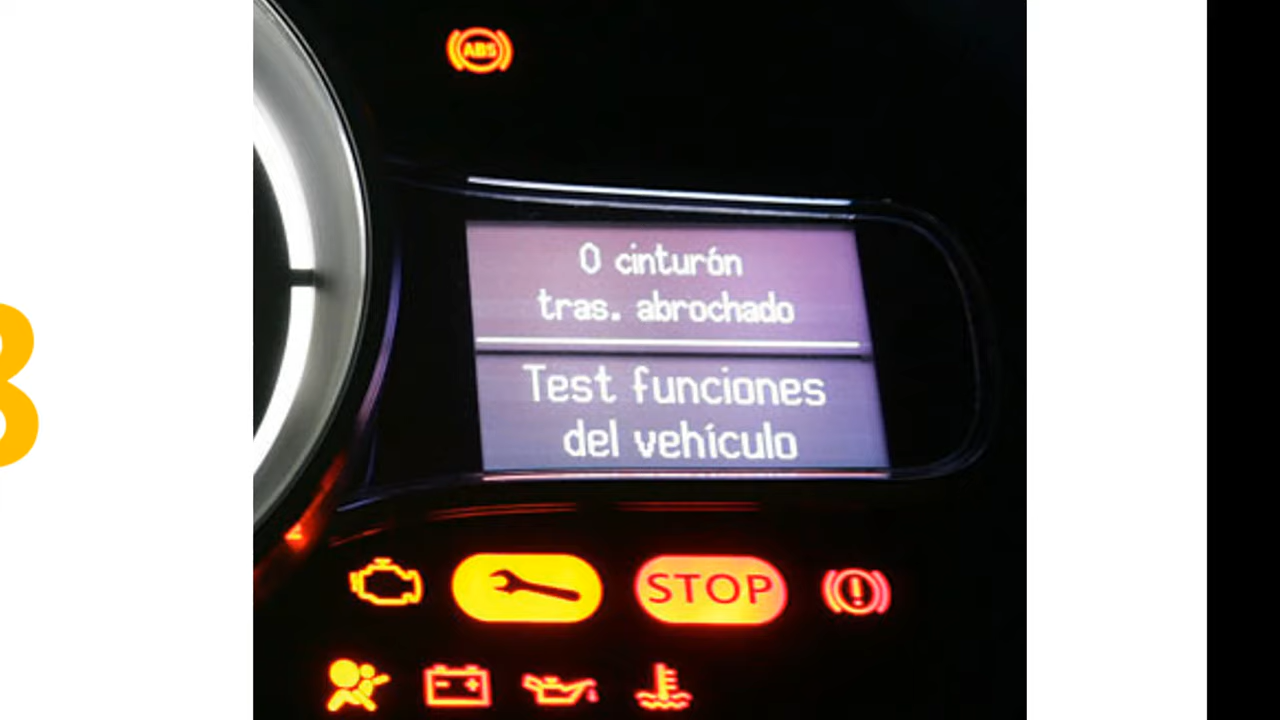 ABS
0 cinturón
tras. abrochado
Test funciones
del vehículo
STOP